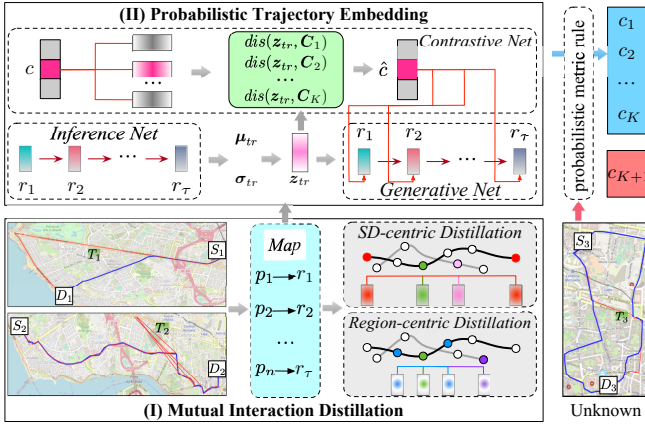 (II) Probabilistic Trajectory Embedding
c
dis(z_tr, C_1)
dis(z_tr, C_2)
...
dis(z_tr, C_K)
ĉ
Contrastive Net
Inference Net
r_1 r_2 ... r_τ
μ_tr
σ_tr
z_tr
r_1 r_2 ... r_τ
Generative Net
probabilistic metric rule
c_1
c_2
...
c_K
c_{K+1}
T_1
S_1
D_1
S_2
T_2
D_2
Map
p_1→r_1
p_2→r_2
...
p_n→r_τ
SD-centric Distillation
Region-centric Distillation
(I) Mutual Interaction Distillation
S_3
T_3
D_3
Unknown